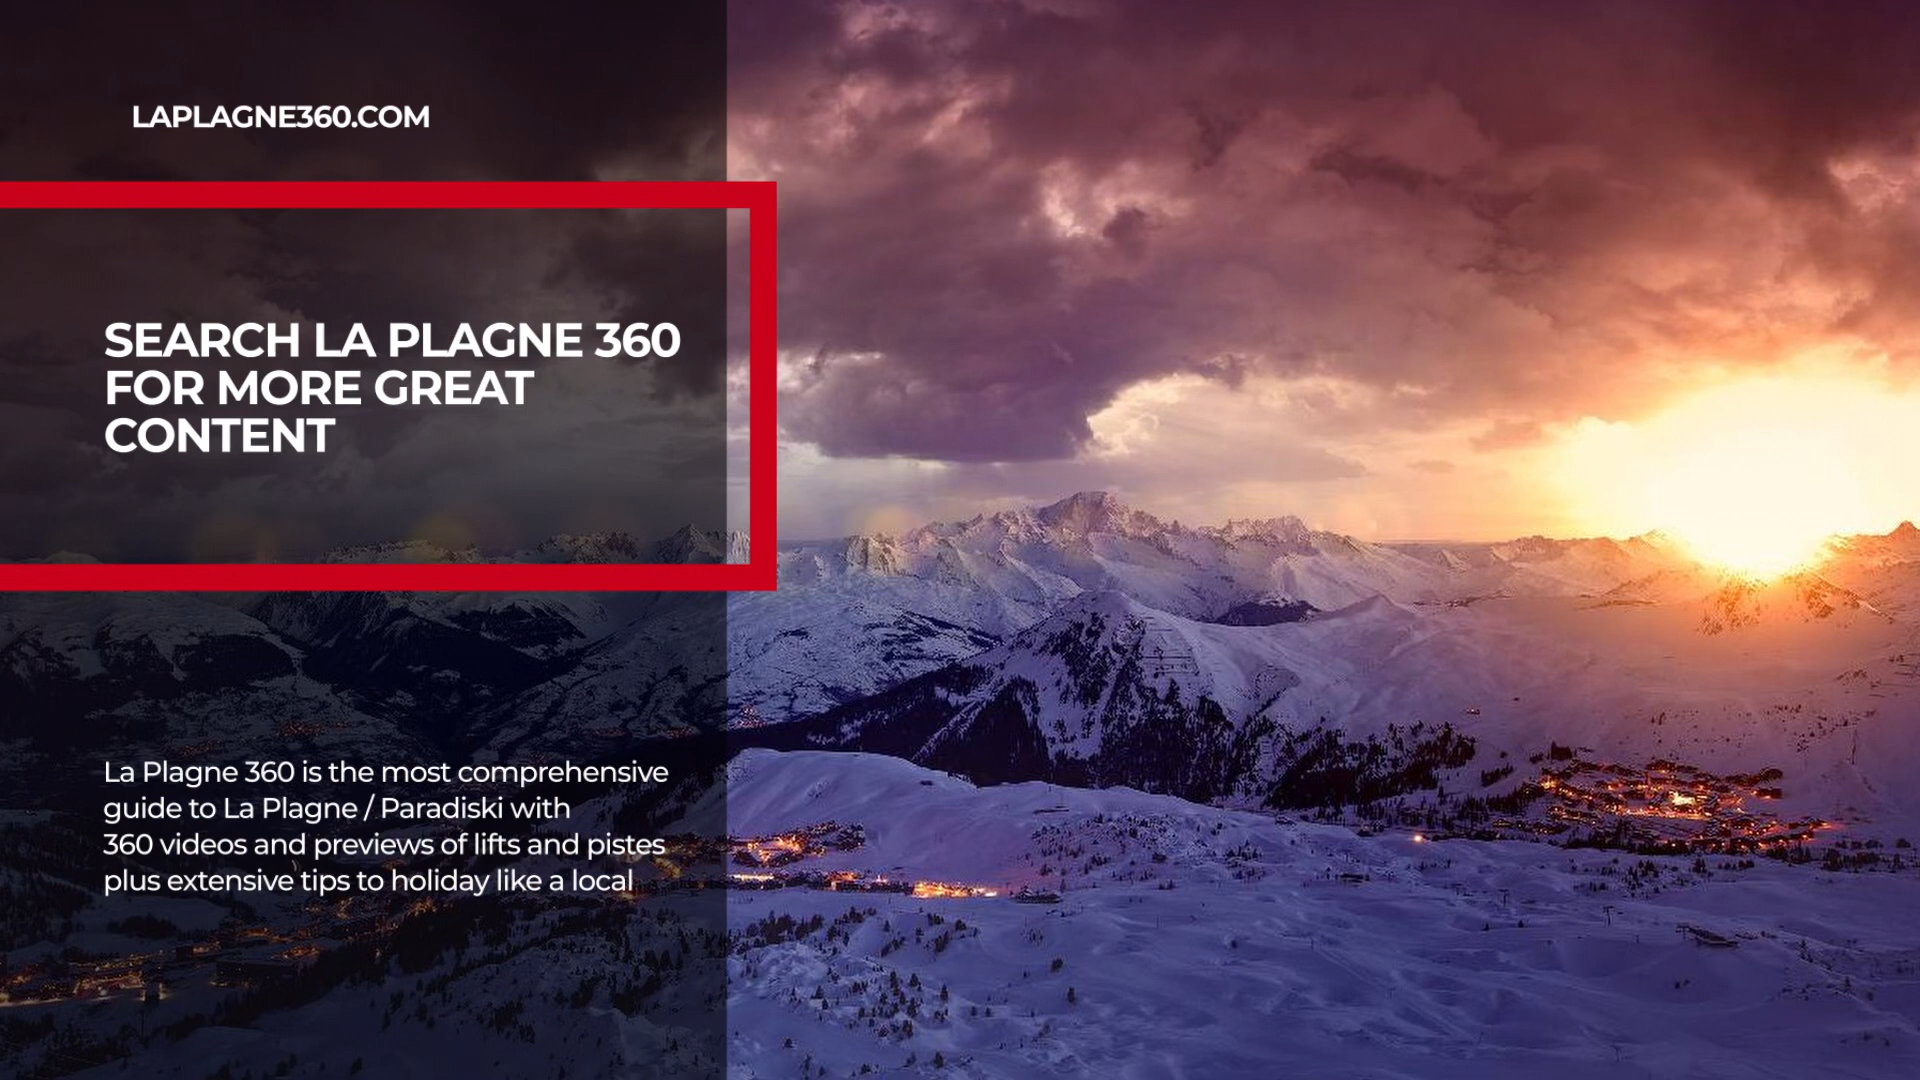 LAPLAGNE360.COM
SEARCH LA PLAGNE 360
FOR MORE GREAT
CONTENT
La Plagne 360 is the most comprehensive
guide to La Plagne / Paradiski with
360 videos and previews of lifts and pistes
plus extensive tips to holiday like a local